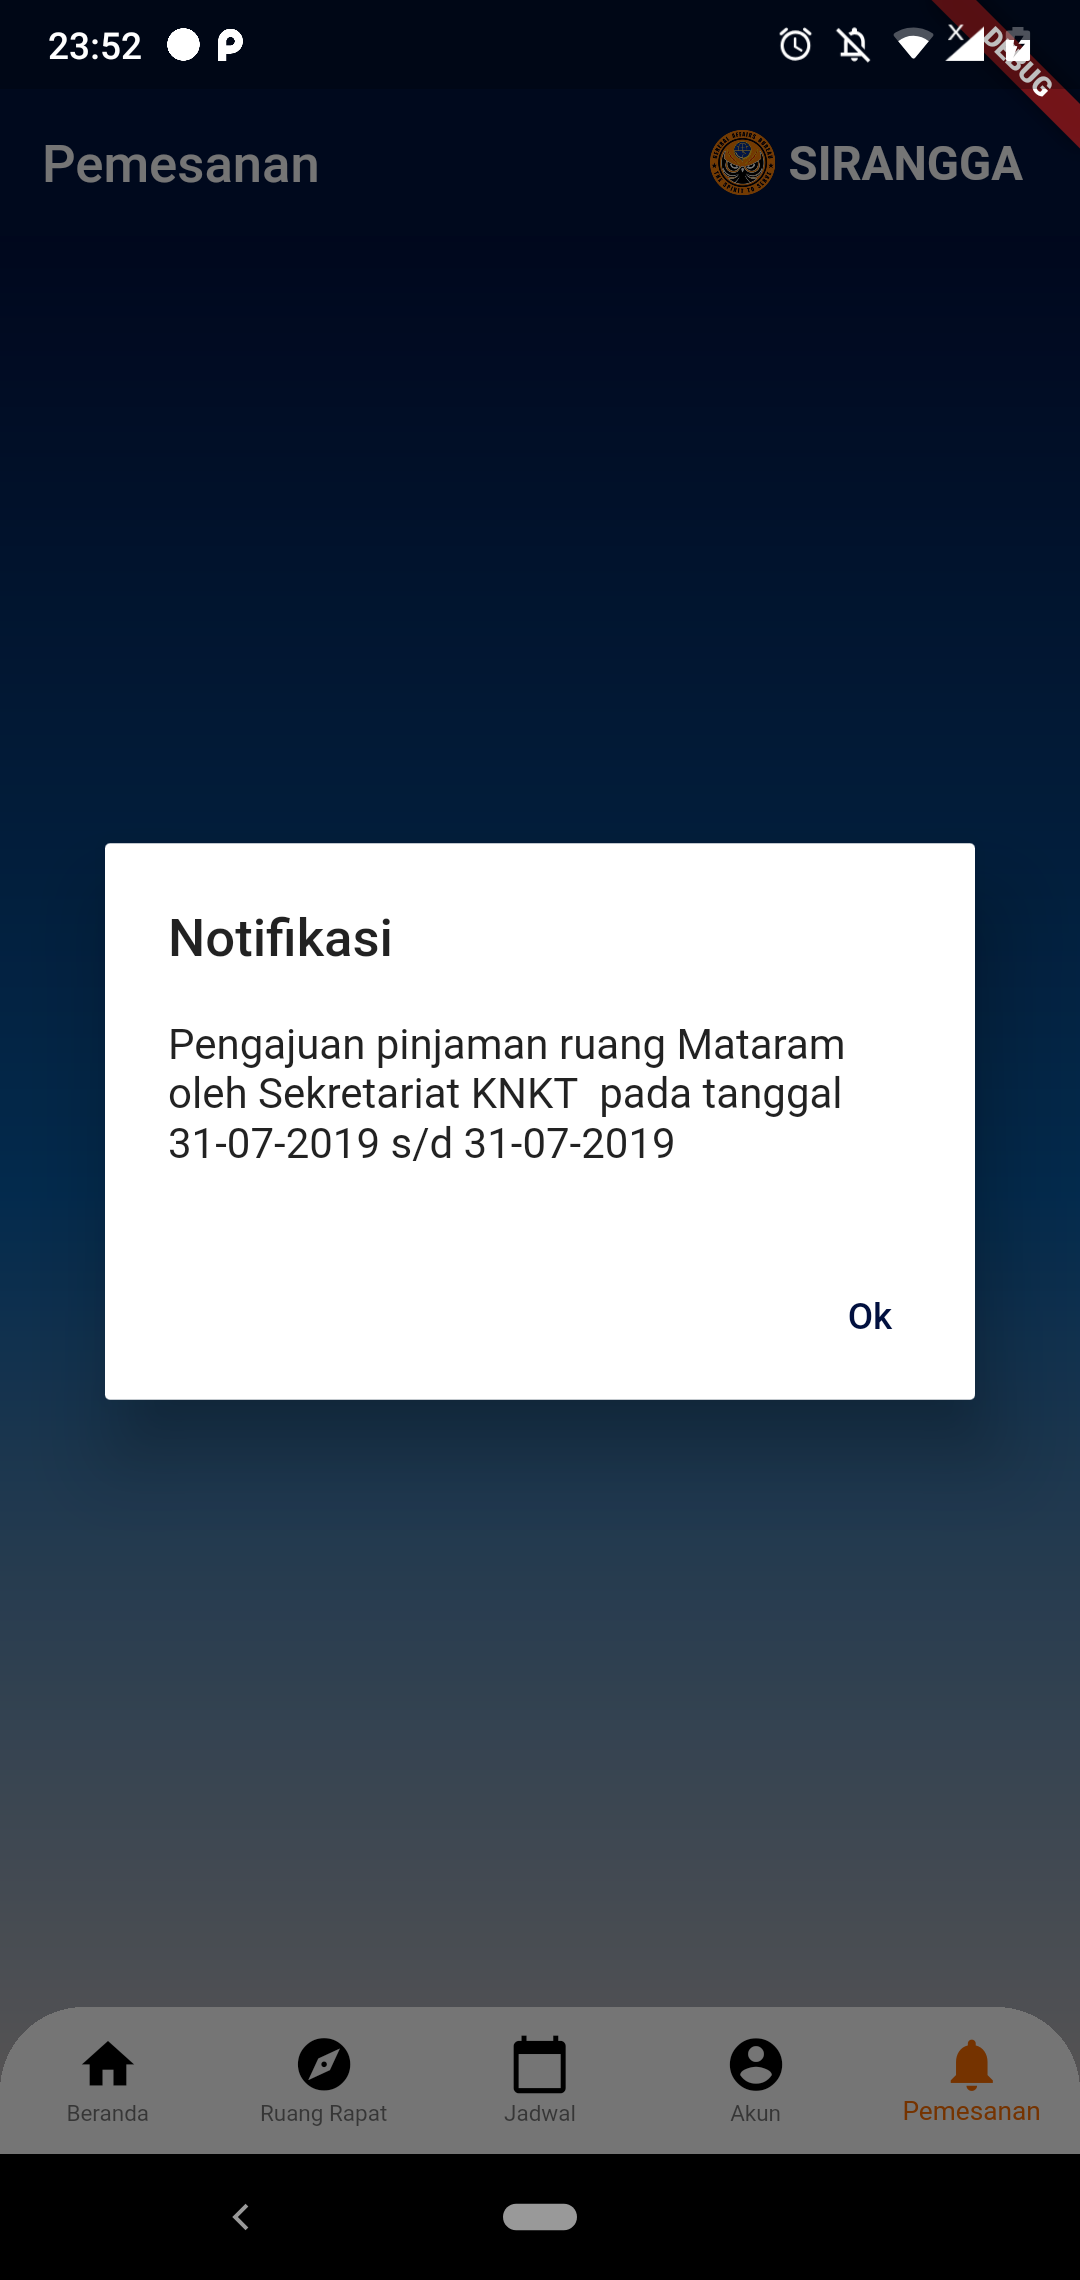 23:52
DEBUG
Pemesanan
SIRANGGA
Notifikasi
Pengajuan pinjaman ruang Mataram
oleh Sekretariat KNKT  pada tanggal
31-07-2019 s/d 31-07-2019
Ok
Beranda
Ruang Rapat
Jadwal
Akun
Pemesanan